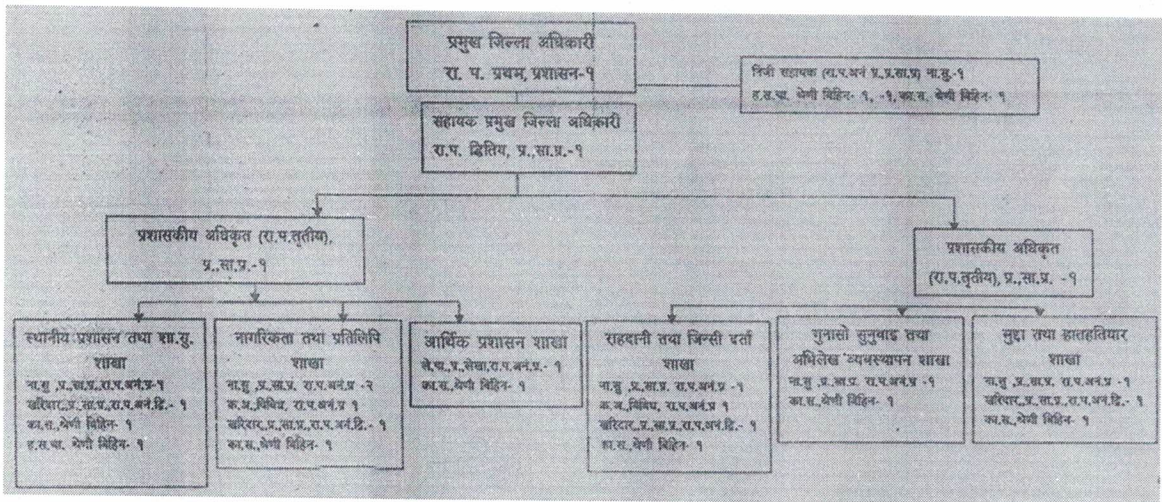 प्रमुख जिल्ला अधिकारी
रा. प. प्रथम, प्रशासन-१
निजी सहायक (रा.प.अनं प्र.,प्र.सा.प्र) ना.सु.-१
ह.स.चा. श्रेणी विहिन- १, -१,का.स. श्रेणी विहिन- १
सहायक प्रमुख जिल्ला अधिकारी
रा.प. द्वितिय, प्र.,सा.प्र.-१
प्रशासकीय अधिकृत (रा.प.तृतीय),
प्र.,सा.प्र.-१
प्रशासकीय अधिकृत
(रा.प.तृतीय), प्र.,सा.प्र. -१
स्थानीय प्रशासन तथा शा.सु.
शाखा
ना.सु .,प्र.,सा.प्र, रा.प.अनं,प्र-१
खरिदार,.प्र.,सा.प्र.,रा.प.अनं,द्वि.- १
का.स.,श्रेणी विहिन- १
ह.स.चा. श्रेणी विहिन- १
नागरिकता तथा प्रतिलिपि
शाखा
ना.सु .,प्र.,सा.प्र, रा.प.अनं,प्र -२
क.अ.,विविध, रा.प.अनं,प्र १
खरिदार,.प्र.,सा.प्र.,रा.प.अनं,द्वि.- १
का.स.,श्रेणी विहिन- १
आर्थिक प्रशासन शाखा
ले.पा.,प्र.,लेखा,रा.प.अनं.प्र.- १
का.स.,श्रेणी विहिन- १
राहदानी तथा जिन्सी दर्ता
शाखा
ना.सु .,प्र.,सा.प्र, रा.प.अनं,प्र -१
क.अ.,विविध, रा.प.अनं,प्र १
खरिदार,.प्र.,सा.प्र.,रा.प.अनं,द्वि.- १
का.स.,श्रेणी विहिन- १
गुनासो सुनुवाइ तथा
अभिलेख व्यवस्थापन शाखा
ना.सु .,प्र.,सा.प्र, रा.प.अनं,प्र -१
का.स.,श्रेणी विहिन- १
मुद्दा तथा हातहतियार
शाखा
ना.सु .,प्र.,सा.प्र, रा.प.अनं,प्र -१
खरिदार,.प्र.,सा.प्र.,रा.प.अनं,द्वि.- १
का.स.,श्रेणी विहिन- १